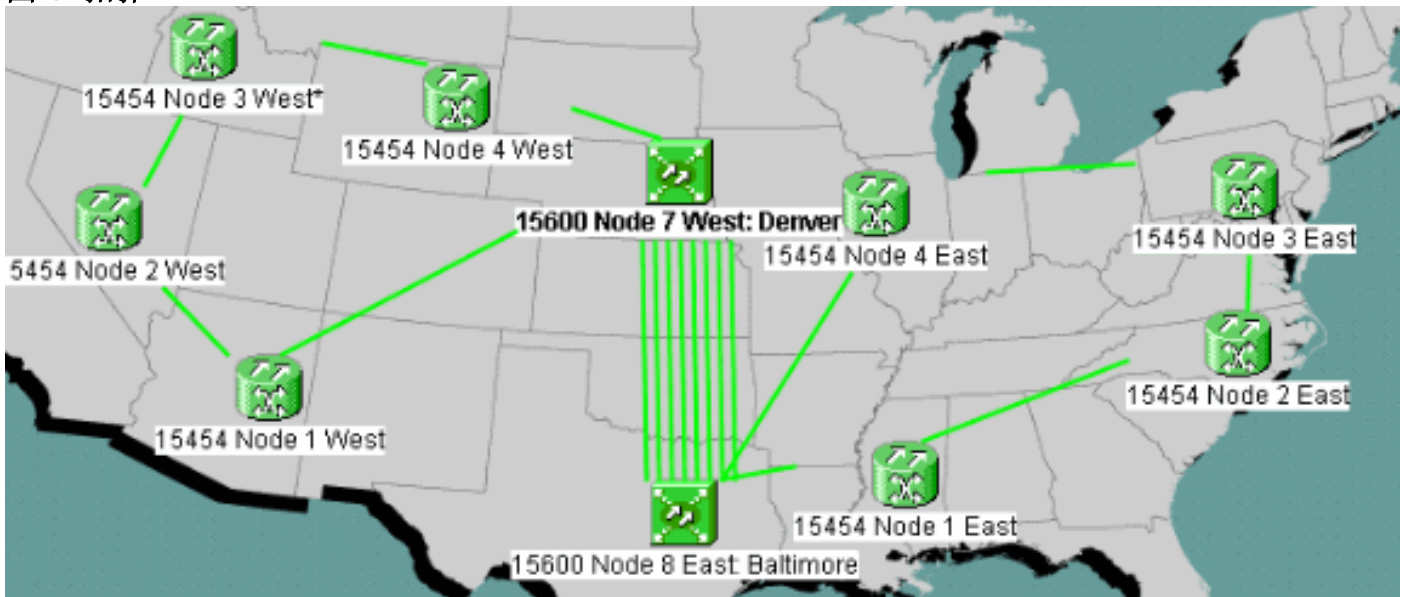 15454 Node 3 West*
15454 Node 4 West
15600 Node 7 West: Denver
15454 Node 3 East
15454 Node 4 East
5454 Node 2 West
15454 Node 2 East
15454 Node 1 West
15454 Node 1 East
15600 Node 8 East: Baltimore